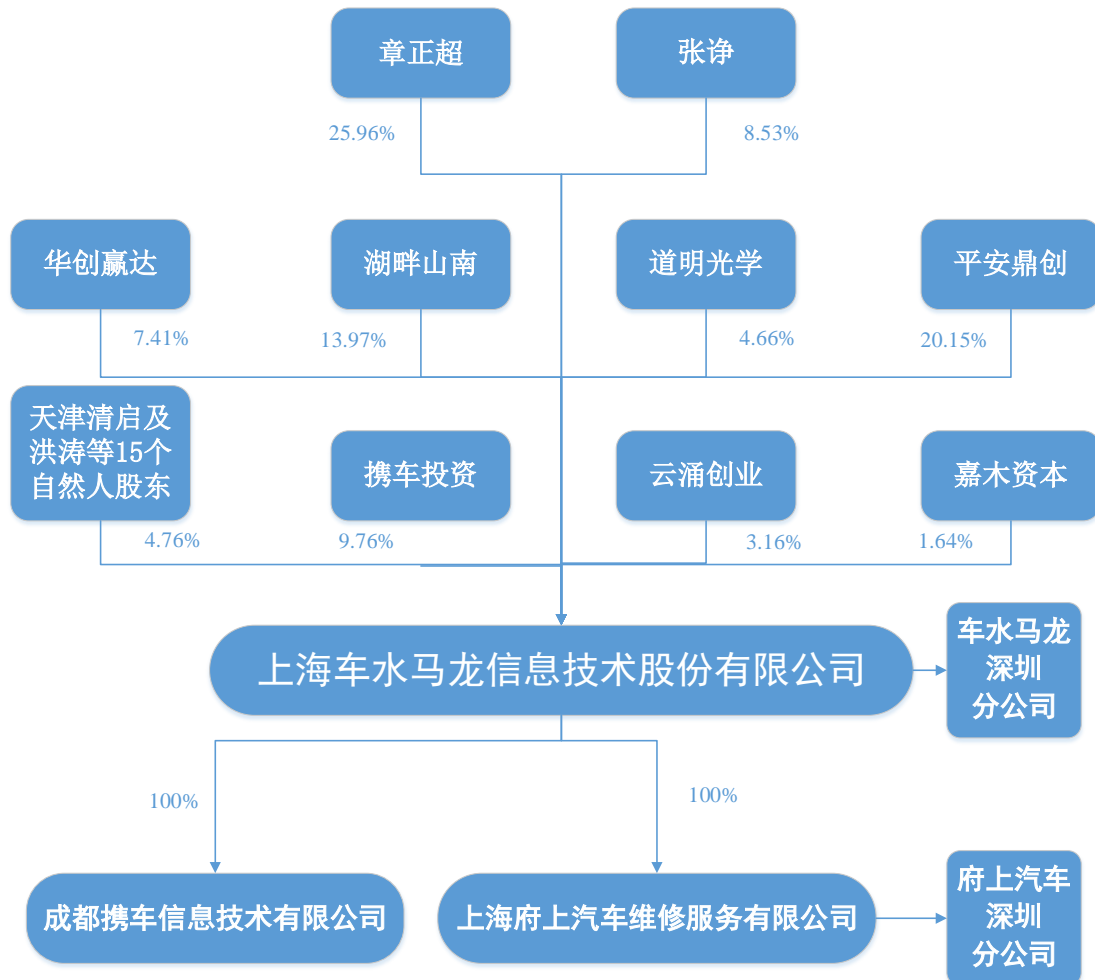 章正超
张诤
25.96%
8.53%
华创赢达
湖畔山南
道明光学
平安鼎创
7.41%
13.97%
4.66%
20.15%
天津清启及
洪涛等15个
自然人股东
携车投资
云涌创业
嘉木资本
4.76%
9.76%
3.16%
1.64%
上海车水马龙信息技术股份有限公司
车水马龙
深圳
分公司
100%
100%
成都携车信息技术有限公司
上海府上汽车维修服务有限公司
府上汽车
深圳
分公司